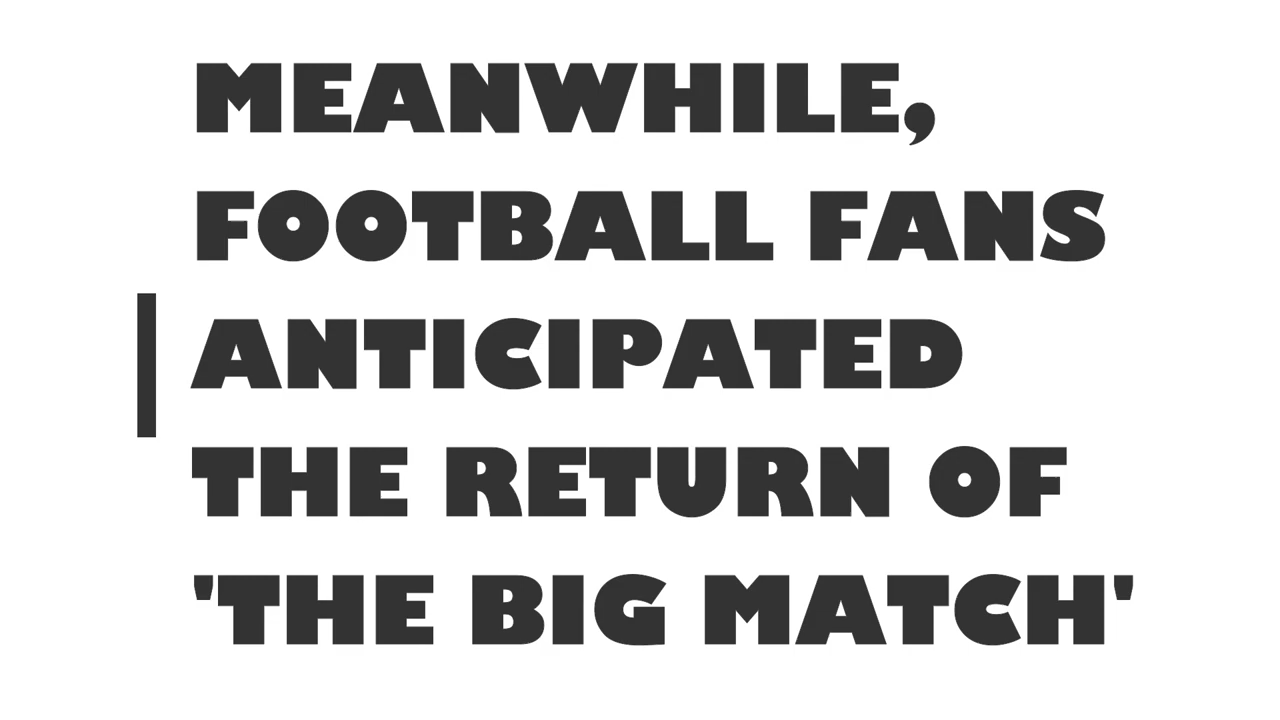 MEANWHILE,
FOOTBALL FANS
ANTICIPATED
THE RETURN OF
'THE BIG MATCH'